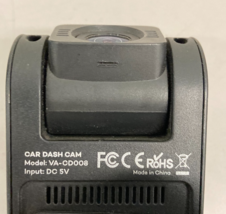 CAR DASH CAM
Model: VA-CD008
Input: DC 5V
FC CE RoHS
Made in China